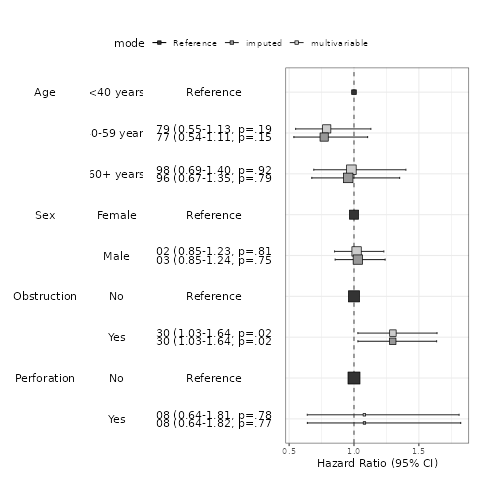 mode Reference imputed multivariable
Age <40 years Reference
0-59 year 79 (0.55-1.13, p=.19
77 (0.54-1.11, p=.15
60+ years 98 (0.69-1.40, p=.92
96 (0.67-1.35, p=.79
Sex Female Reference
Male 02 (0.85-1.23, p=.81
03 (0.85-1.24, p=.75
Obstruction No Reference
Yes 30 (1.03-1.64, p=.02
30 (1.03-1.64, p=.02
Perforation No Reference
Yes 08 (0.64-1.81, p=.78
08 (0.64-1.82, p=.77
0.5 1.0 1.5
Hazard Ratio (95% CI)